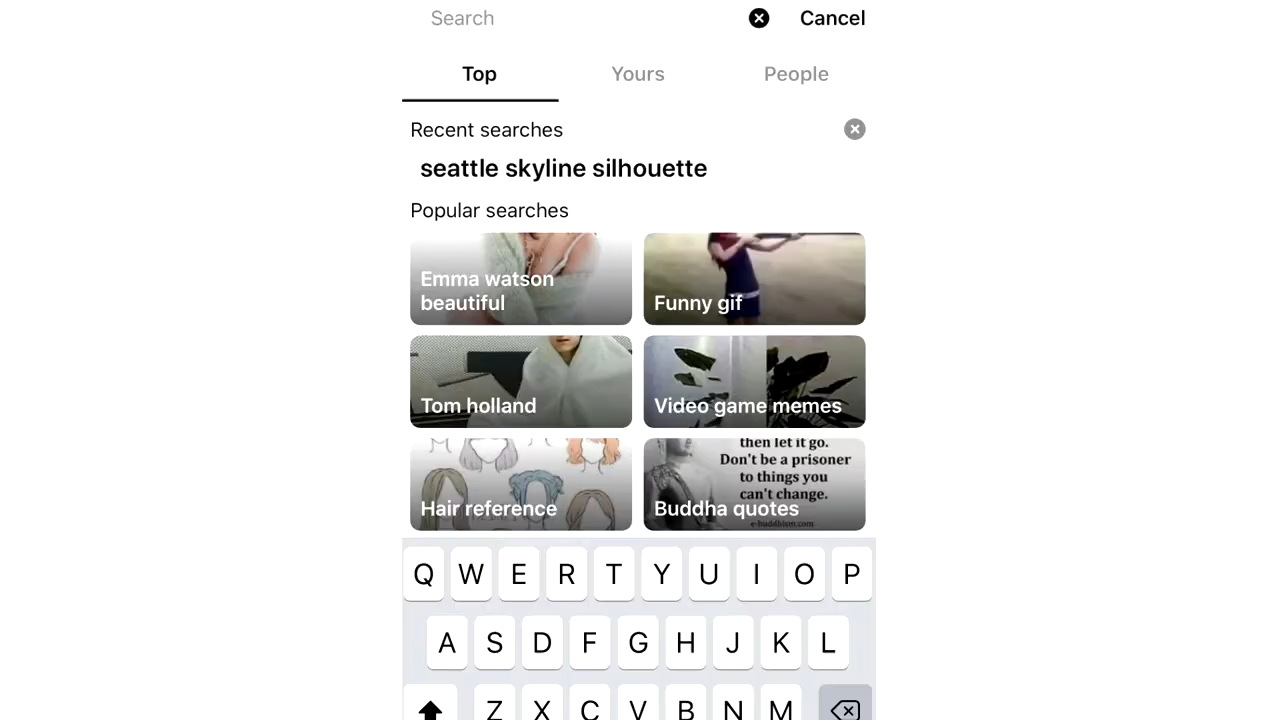 Search
Cancel
Top
Yours
People
Recent searches
seattle skyline silhouette
Popular searches
Emma watson
beautiful
Funny gif
Tom holland
Video game memes
Hair reference
then let it go.
Don't be a prisoner
to things you
can't change.
Buddha quotes
e-buddhism.com
Q W E R T Y U I O P
A S D F G H J K L
Z X C V B N M